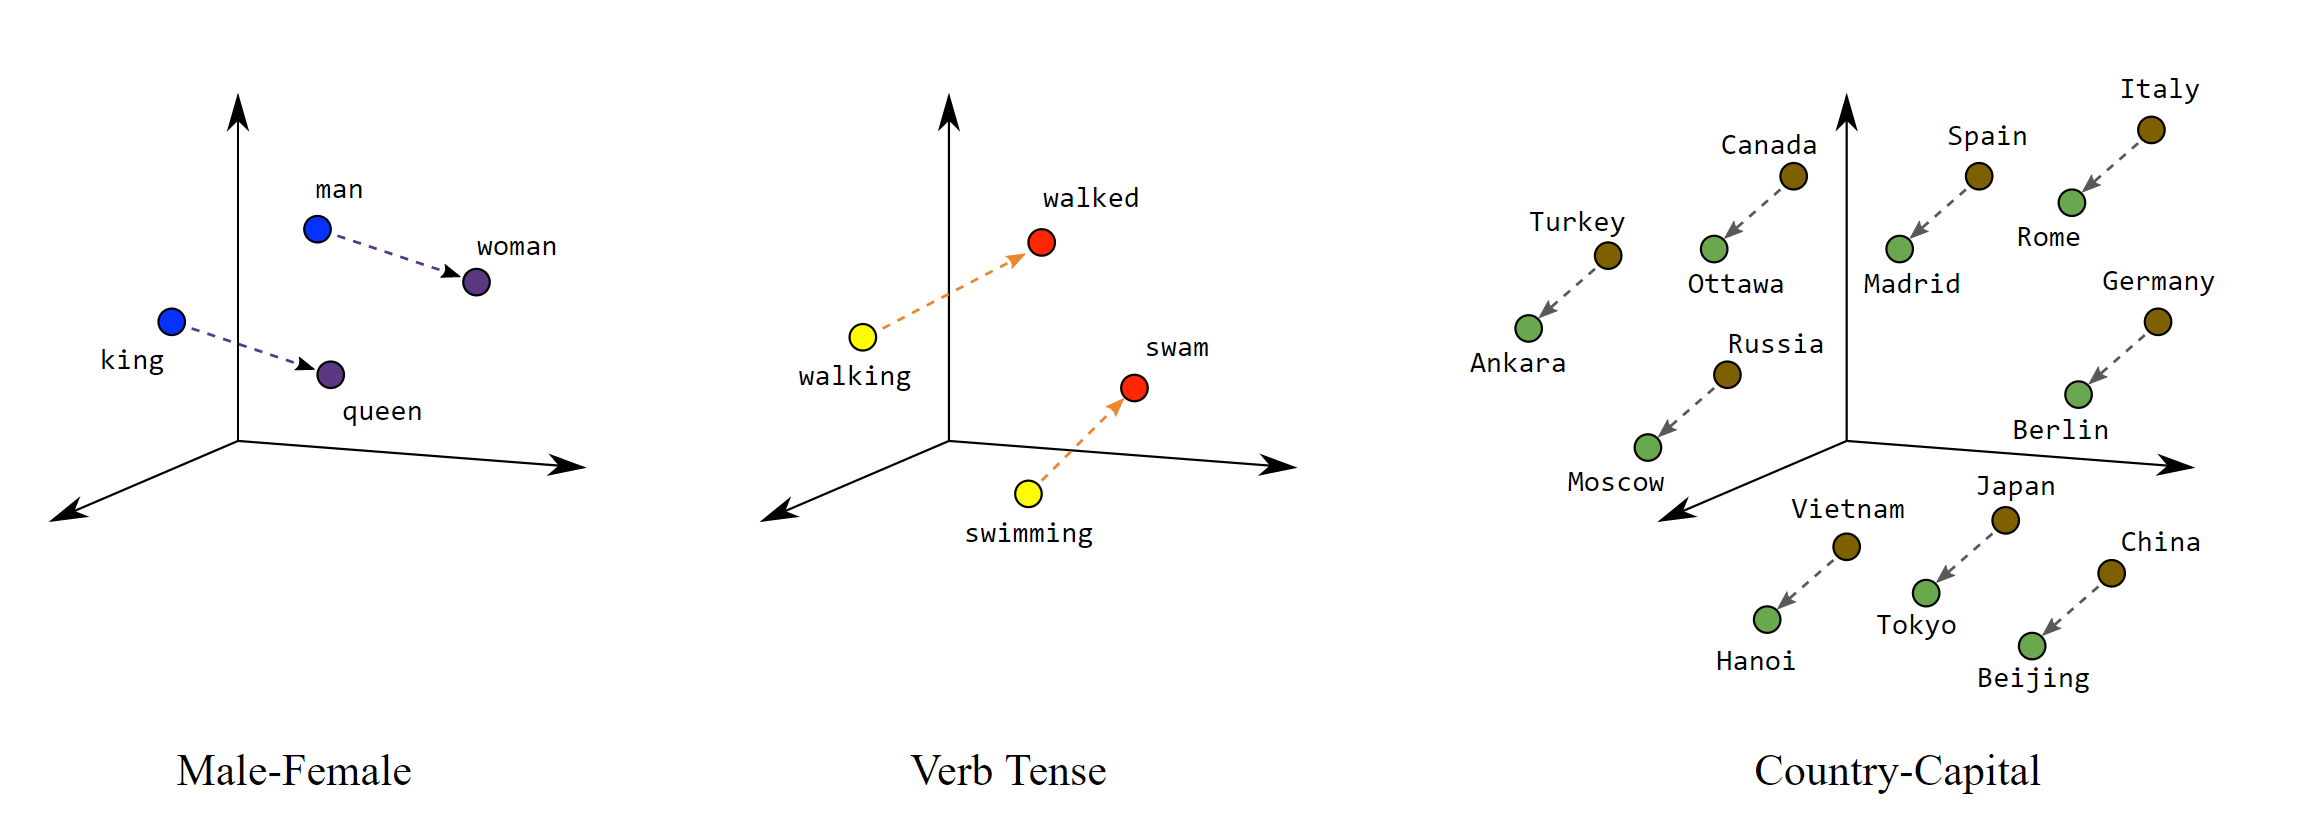 man
woman
king
queen
Male-Female
walked
walking
swam
swimming
Verb Tense
Italy
Spain
Canada
Turkey
Rome
Ottawa
Madrid
Germany
Russia
Ankara
Berlin
Moscow
Japan
Vietnam
China
Tokyo
Hanoi
Beijing
Country-Capital